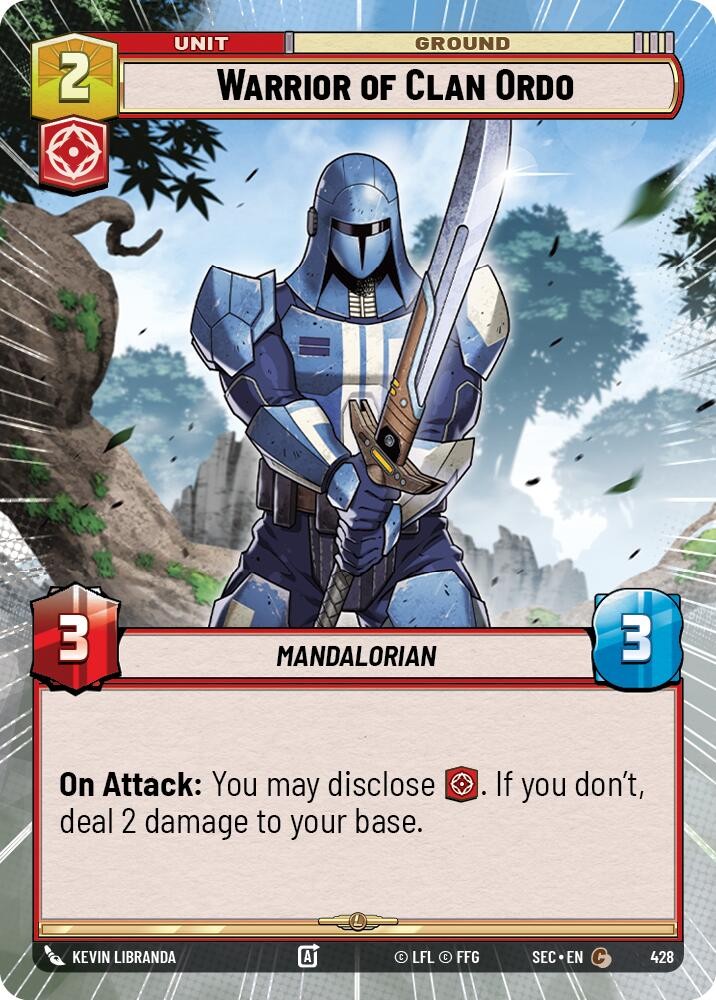 UNIT
GROUND
2
WARRIOR OF CLAN ORDO
3
MANDALORIAN
3
On Attack: You may disclose . If you don't,
deal 2 damage to your base.
KEVIN LIBRANDA
A
© LFL © FFG
SEC • EN
C
428